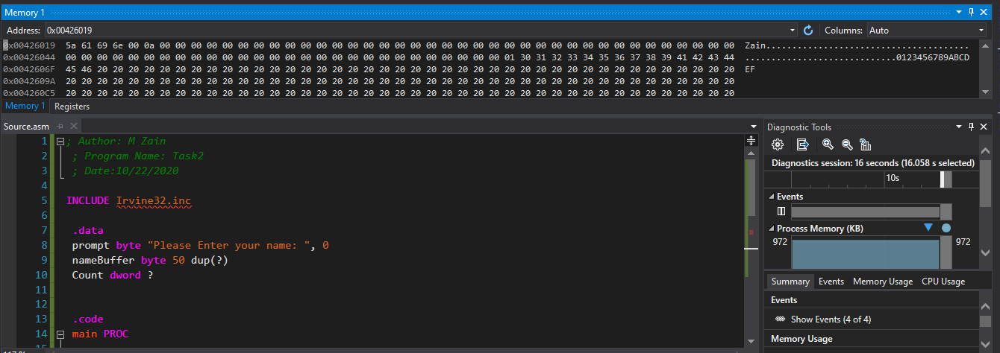 Memory 1
Address: 0x00426019 Columns: Auto
0x00426019 5a 61 69 6e 00 0a 00 00 00 00 00 00 00 00 00 00 00 00 00 00 00 00 00 00 00 00 00 00 00 00 00 00 00 00 00 00 00 00 00 00 00 00 00 Zain.......................................
0x00426044 00 00 00 00 00 00 00 00 00 00 00 00 00 00 00 00 00 00 00 00 00 00 00 00 00 00 00 00 01 30 31 32 33 34 35 36 37 38 39 41 42 43 44 .............................0123456789ABCD
0x0042606F 45 46 20 20 20 20 20 20 20 20 20 20 20 20 20 20 20 20 20 20 20 20 20 20 20 20 20 20 20 20 20 20 20 20 20 20 20 20 20 20 20 20 20 EF
0x0042609A 20 20 20 20 20 20 20 20 20 20 20 20 20 20 20 20 20 20 20 20 20 20 20 20 20 20 20 20 20 20 20 20 20 20 20 20 20 20 20 20 20 20 20
0x004260C5 20 20 20 20 20 20 20 20 20 20 20 20 20 20 20 20 20 20 20 20 20 20 20 20 20 20 20 20 20 20 20 20 20 20 20 20 20 20 20 20 20 20 20
Memory 1 Registers
Source.asm
1 ; Author: M Zain
2 ; Program Name: Task2
3 ; Date:10/22/2020
4
5 INCLUDE Irvine32.inc
6
7 .data
8 prompt byte "Please Enter your name: ", 0
9 nameBuffer byte 50 dup(?)
10 Count dword ?
11
12
13 .code
14 main PROC
Diagnostic Tools
Diagnostics session: 16 seconds (16.058 s selected)
10s
Events
Process Memory (KB)
972 972
Summary Events Memory Usage CPU Usage
Events
Show Events (4 of 4)
Memory Usage